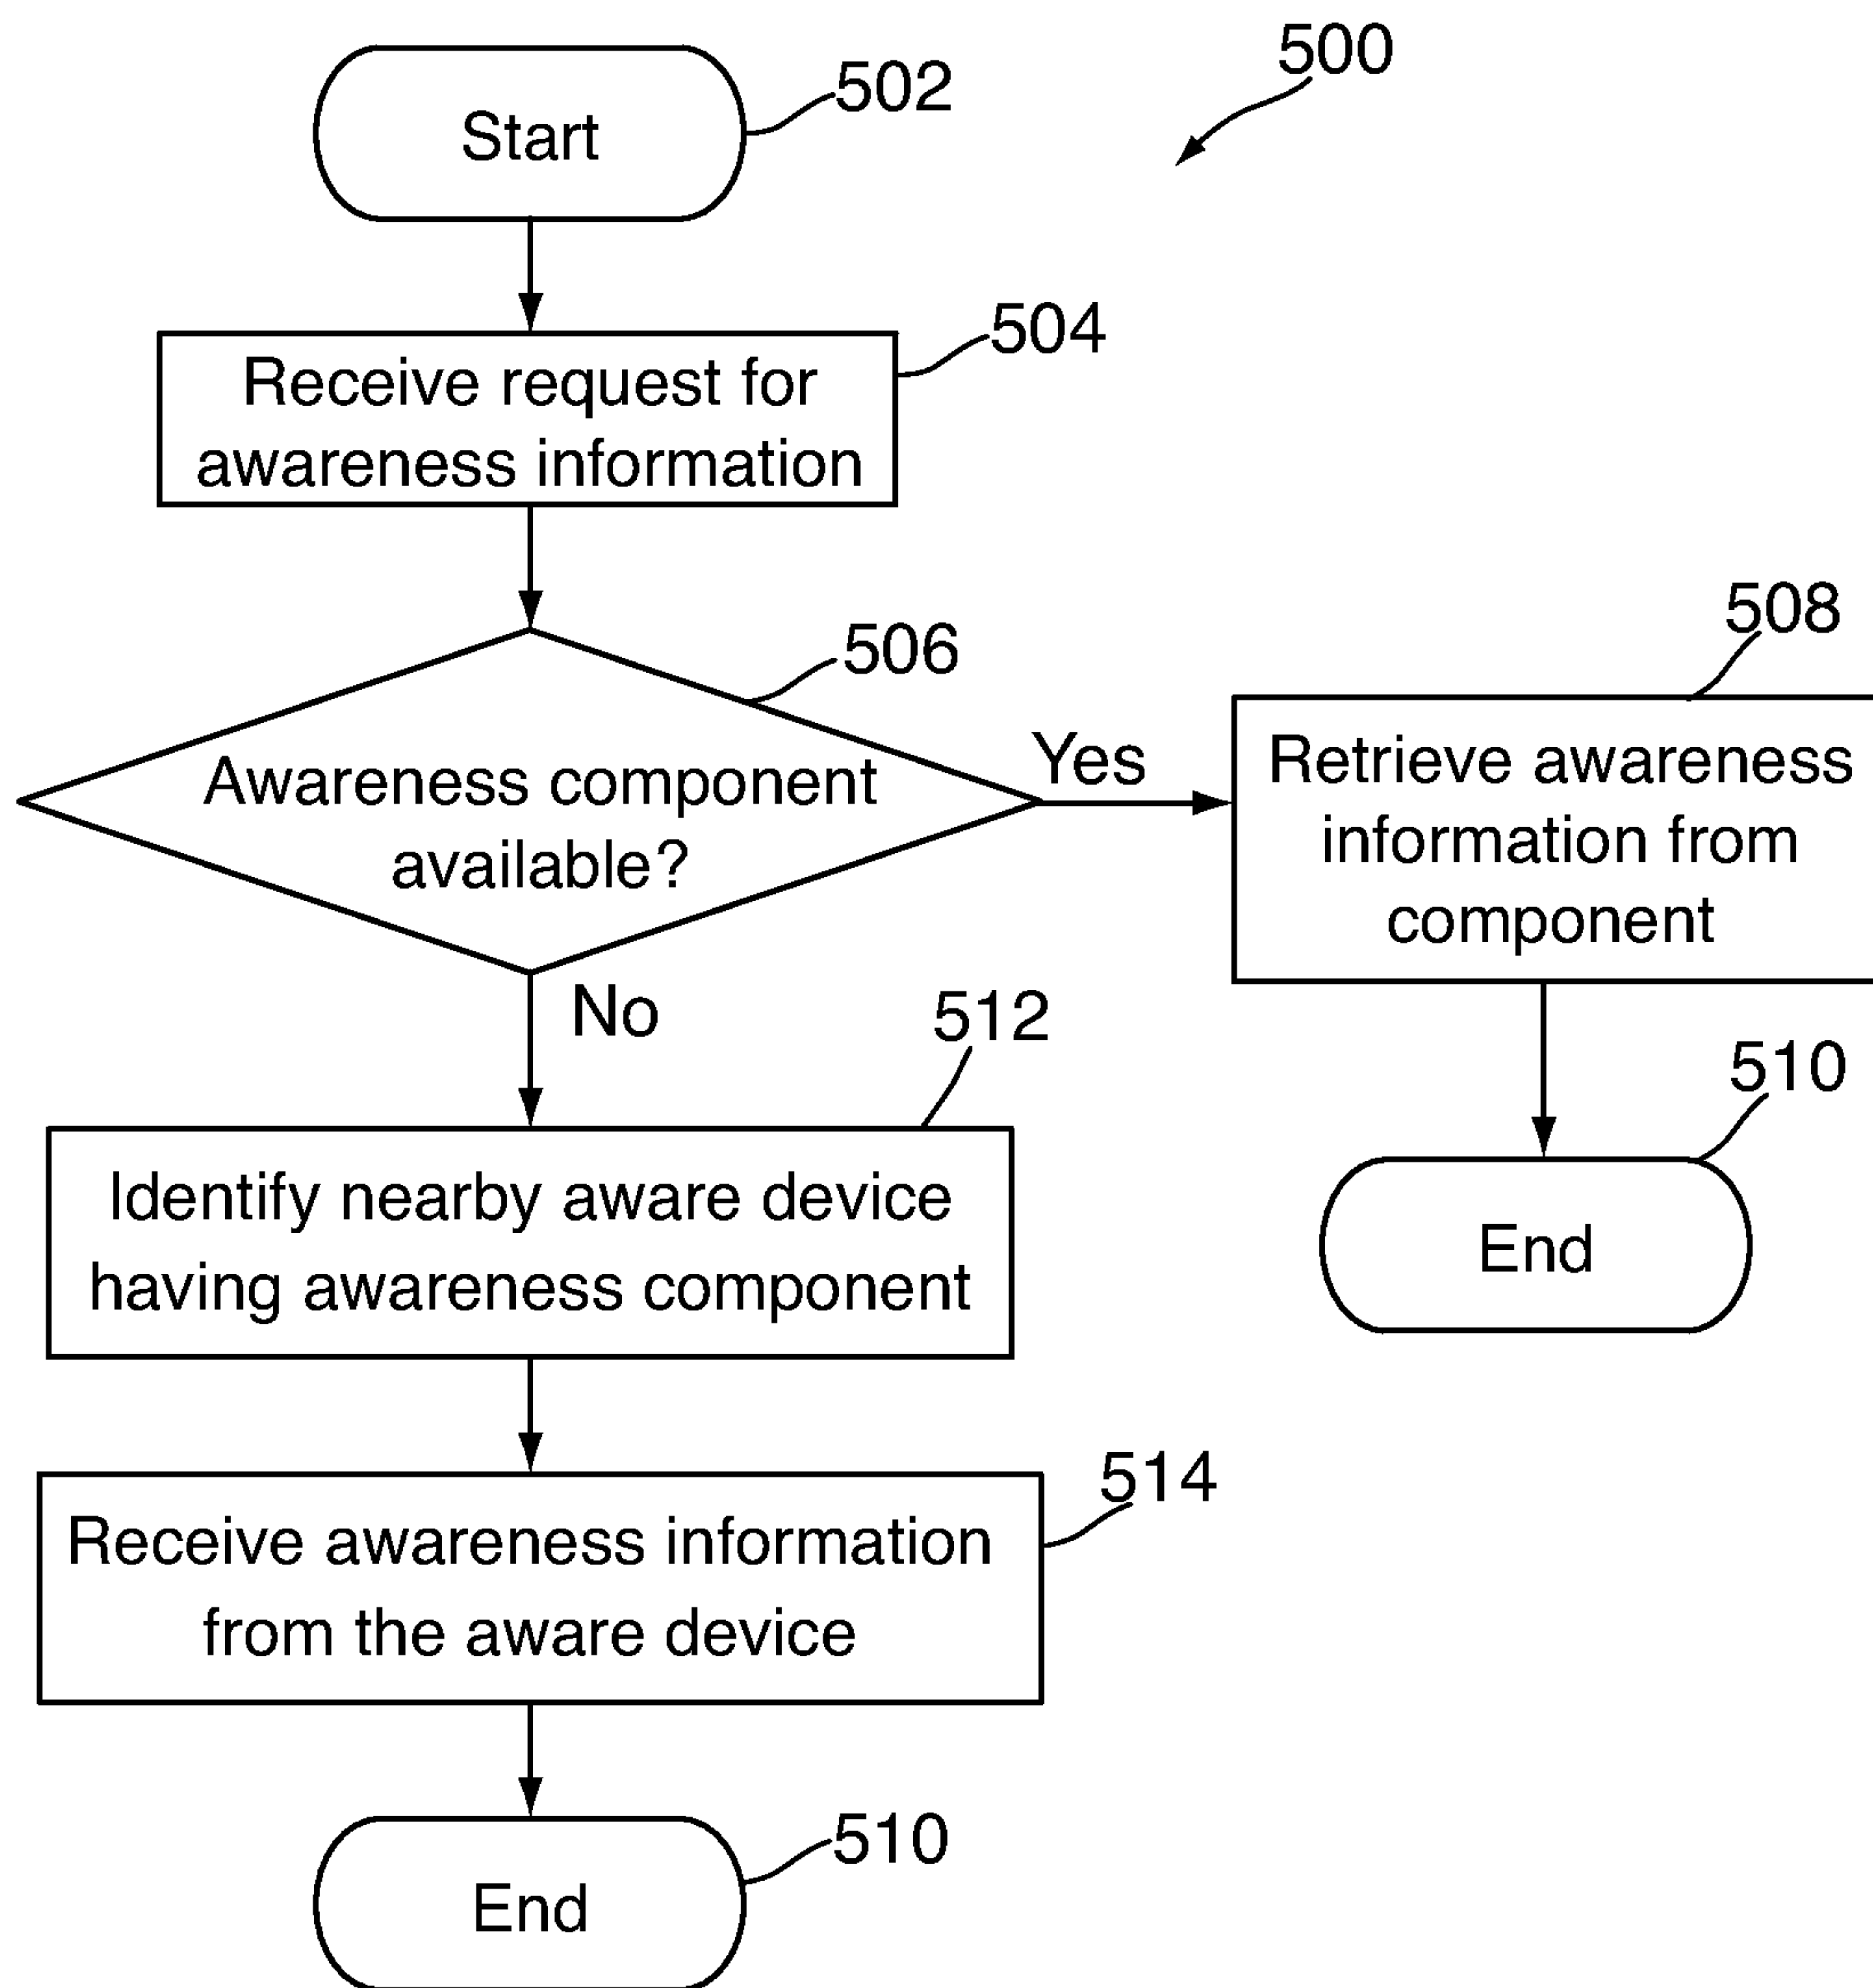 500
Start
502
Receive request for
awareness information
504
Awareness component
available?
506
Yes
No
Retrieve awareness
information from
component
508
End
510
Identify nearby aware device
having awareness component
512
Receive awareness information
from the aware device
514
End
510